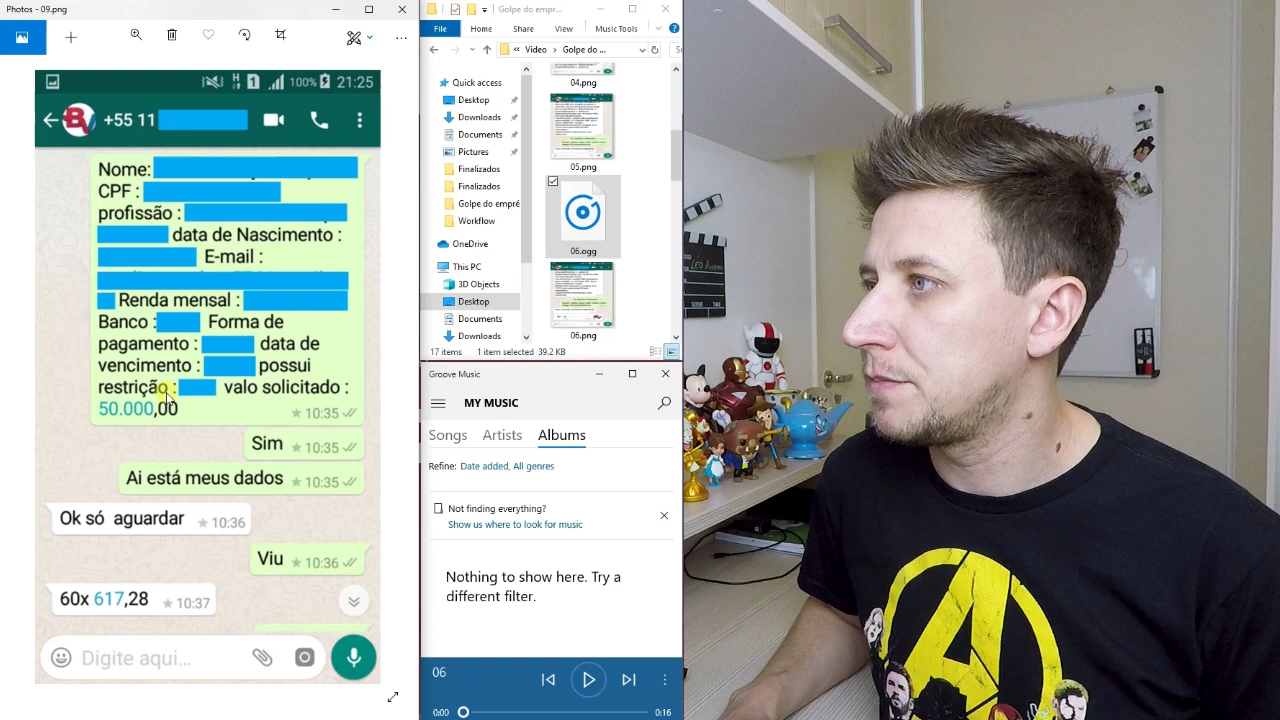 Photos - 09.png
100%
21:25
+5511
Nome:
CPF :
profissão :
data de Nascimento :
E-mail :
Renda mensal :
Banco : Forma de
pagamento : data de
vencimento : possui
restrição : valo solicitado :
50.000,00
10:35
Sim
10:35
Ai está meus dados
10:35
Ok só aguardar
10:36
Viu
10:36
60x 617,28
10:37
Digite aqui...
Golpe do empr...
File Home Share View Music Tools
Video Golpe do ...
Quick access
Desktop
Downloads
Documents
Pictures
Finalizados
Finalizados
Golpe do empré
Workflow
OneDrive
This PC
3D Objects
Desktop
Documents
Downloads
04.png
05.png
06.ogg
06.png
17 items 1 item selected 39.2 KB
Groove Music
MY MUSIC
Songs Artists Albums
Refine: Date added, All genres
Not finding everything?
Show us where to look for music
Nothing to show here. Try a
different filter.
06
0:00
0:16
SCENE